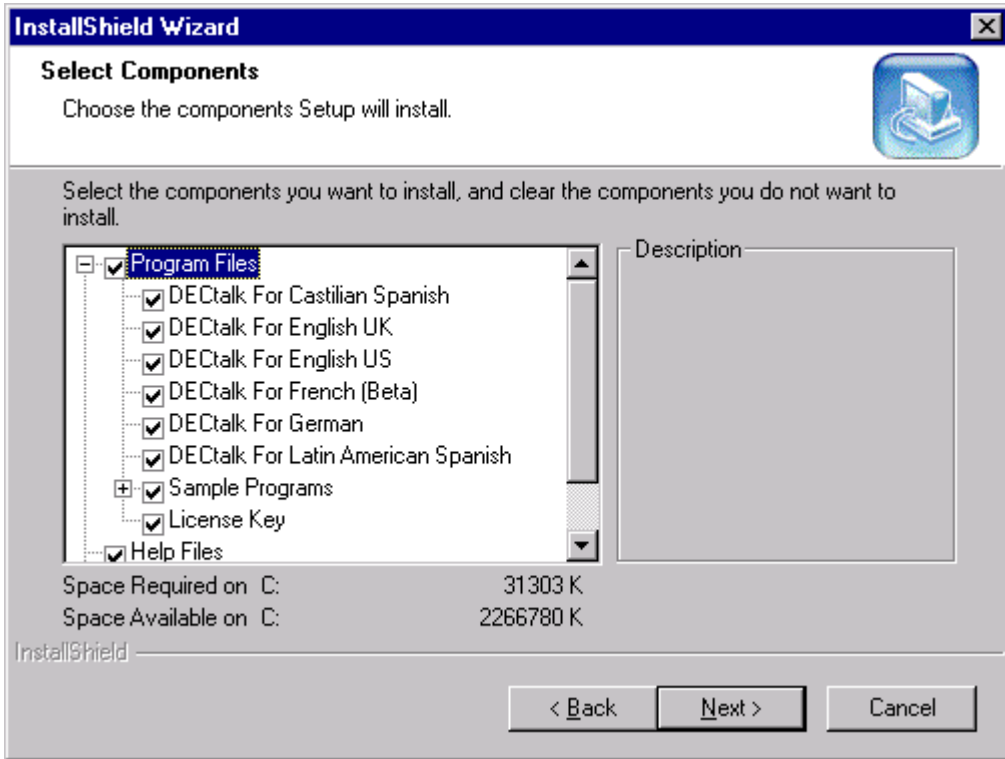 InstallShield Wizard
Select Components
Choose the components Setup will install.
Select the components you want to install, and clear the components you do not want to
install.
Program Files
DECtalk For Castilian Spanish
DECtalk For English UK
DECtalk For English US
DECtalk For French (Beta)
DECtalk For German
DECtalk For Latin American Spanish
Sample Programs
License Key
Help Files
Description
Space Required on C: 31303 K
Space Available on C: 2266780 K
InstallShield
< Back Next > Cancel